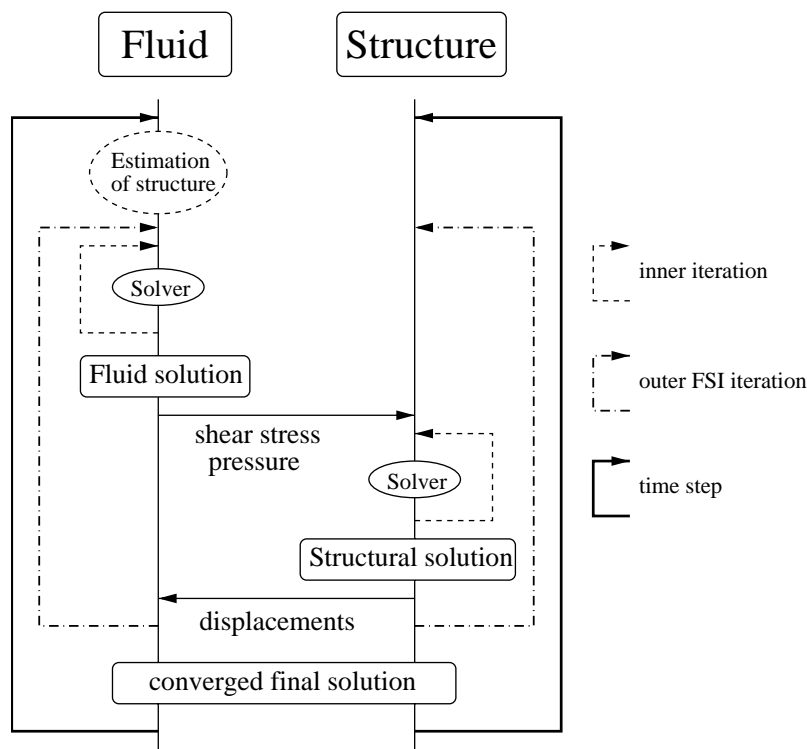 Fluid
Structure
Estimation
of structure
Solver
inner iteration
Fluid solution
outer FSI iteration
shear stress
pressure
Solver
time step
Structural solution
displacements
converged final solution